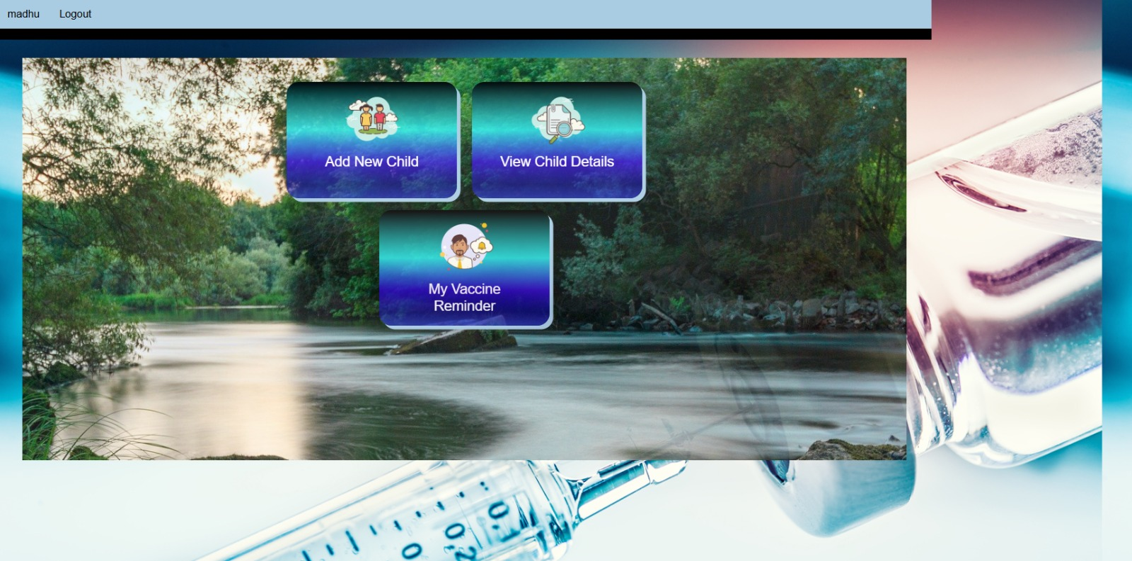 madhu Logout
Add New Child
View Child Details
My Vaccine
Reminder